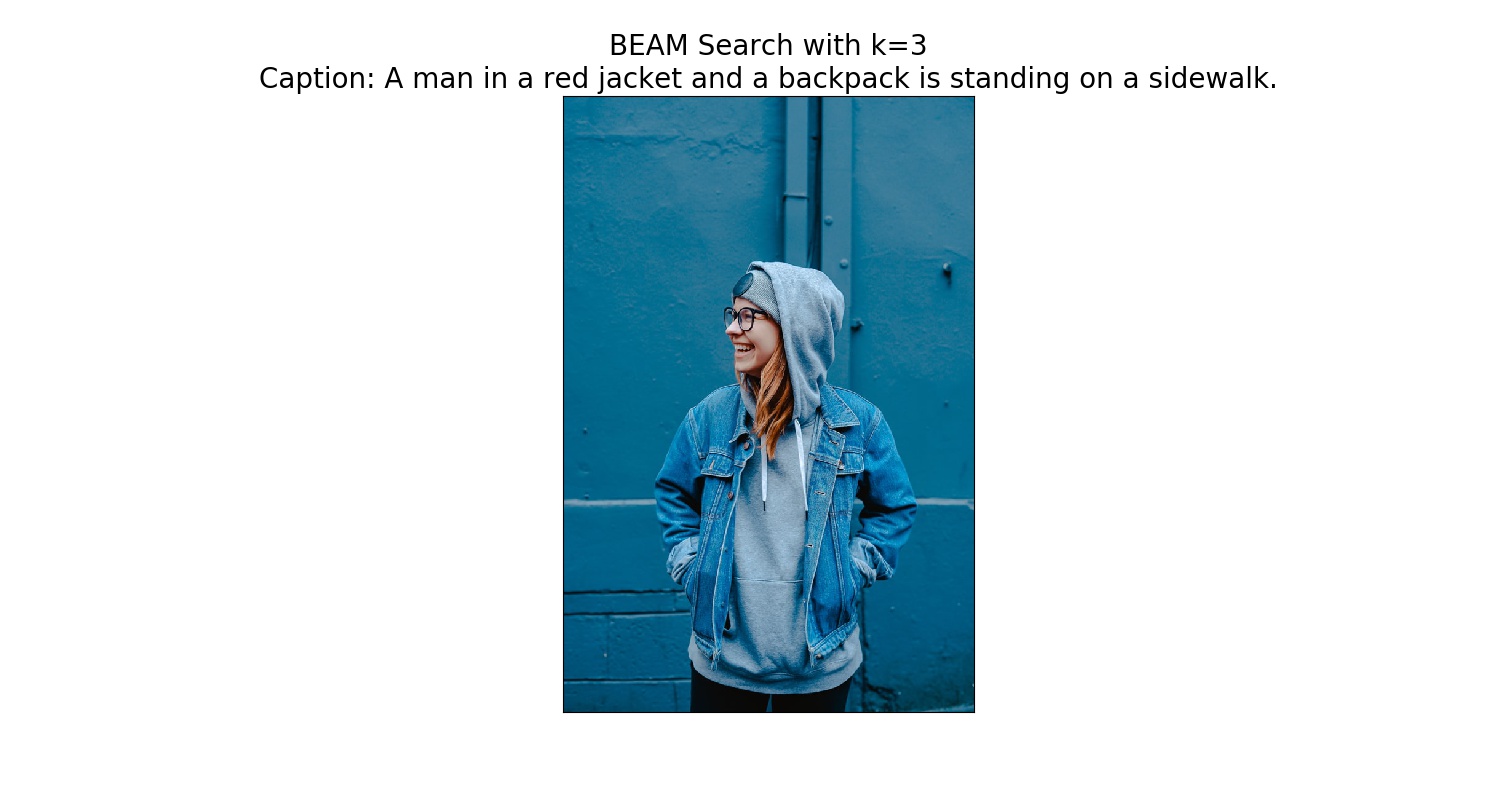 BEAM Search with k=3
Caption: A man in a red jacket and a backpack is standing on a sidewalk.